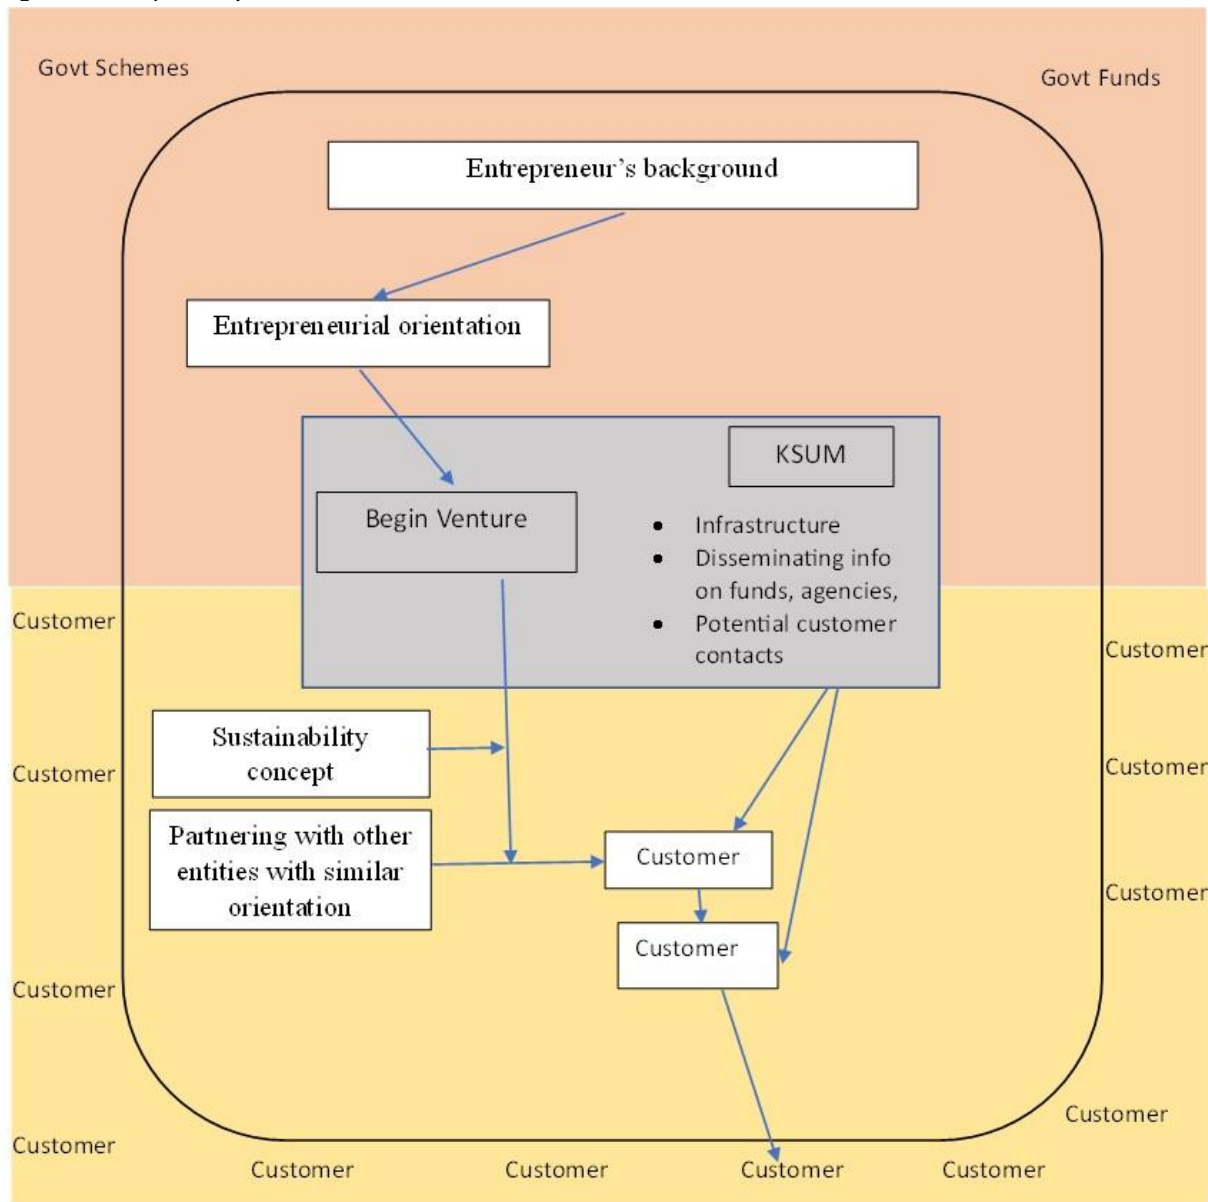 Govt Schemes
Govt Funds
Entrepreneur's background
Entrepreneurial orientation
KSUM
Begin Venture
• Infrastructure
• Disseminating info
on funds, agencies,
• Potential customer
contacts
Customer
Customer
Sustainability
concept
Customer
Customer
Partnering with other
entities with similar
orientation
Customer
Customer
Customer
Customer
Customer
Customer
Customer
Customer
Customer
Customer